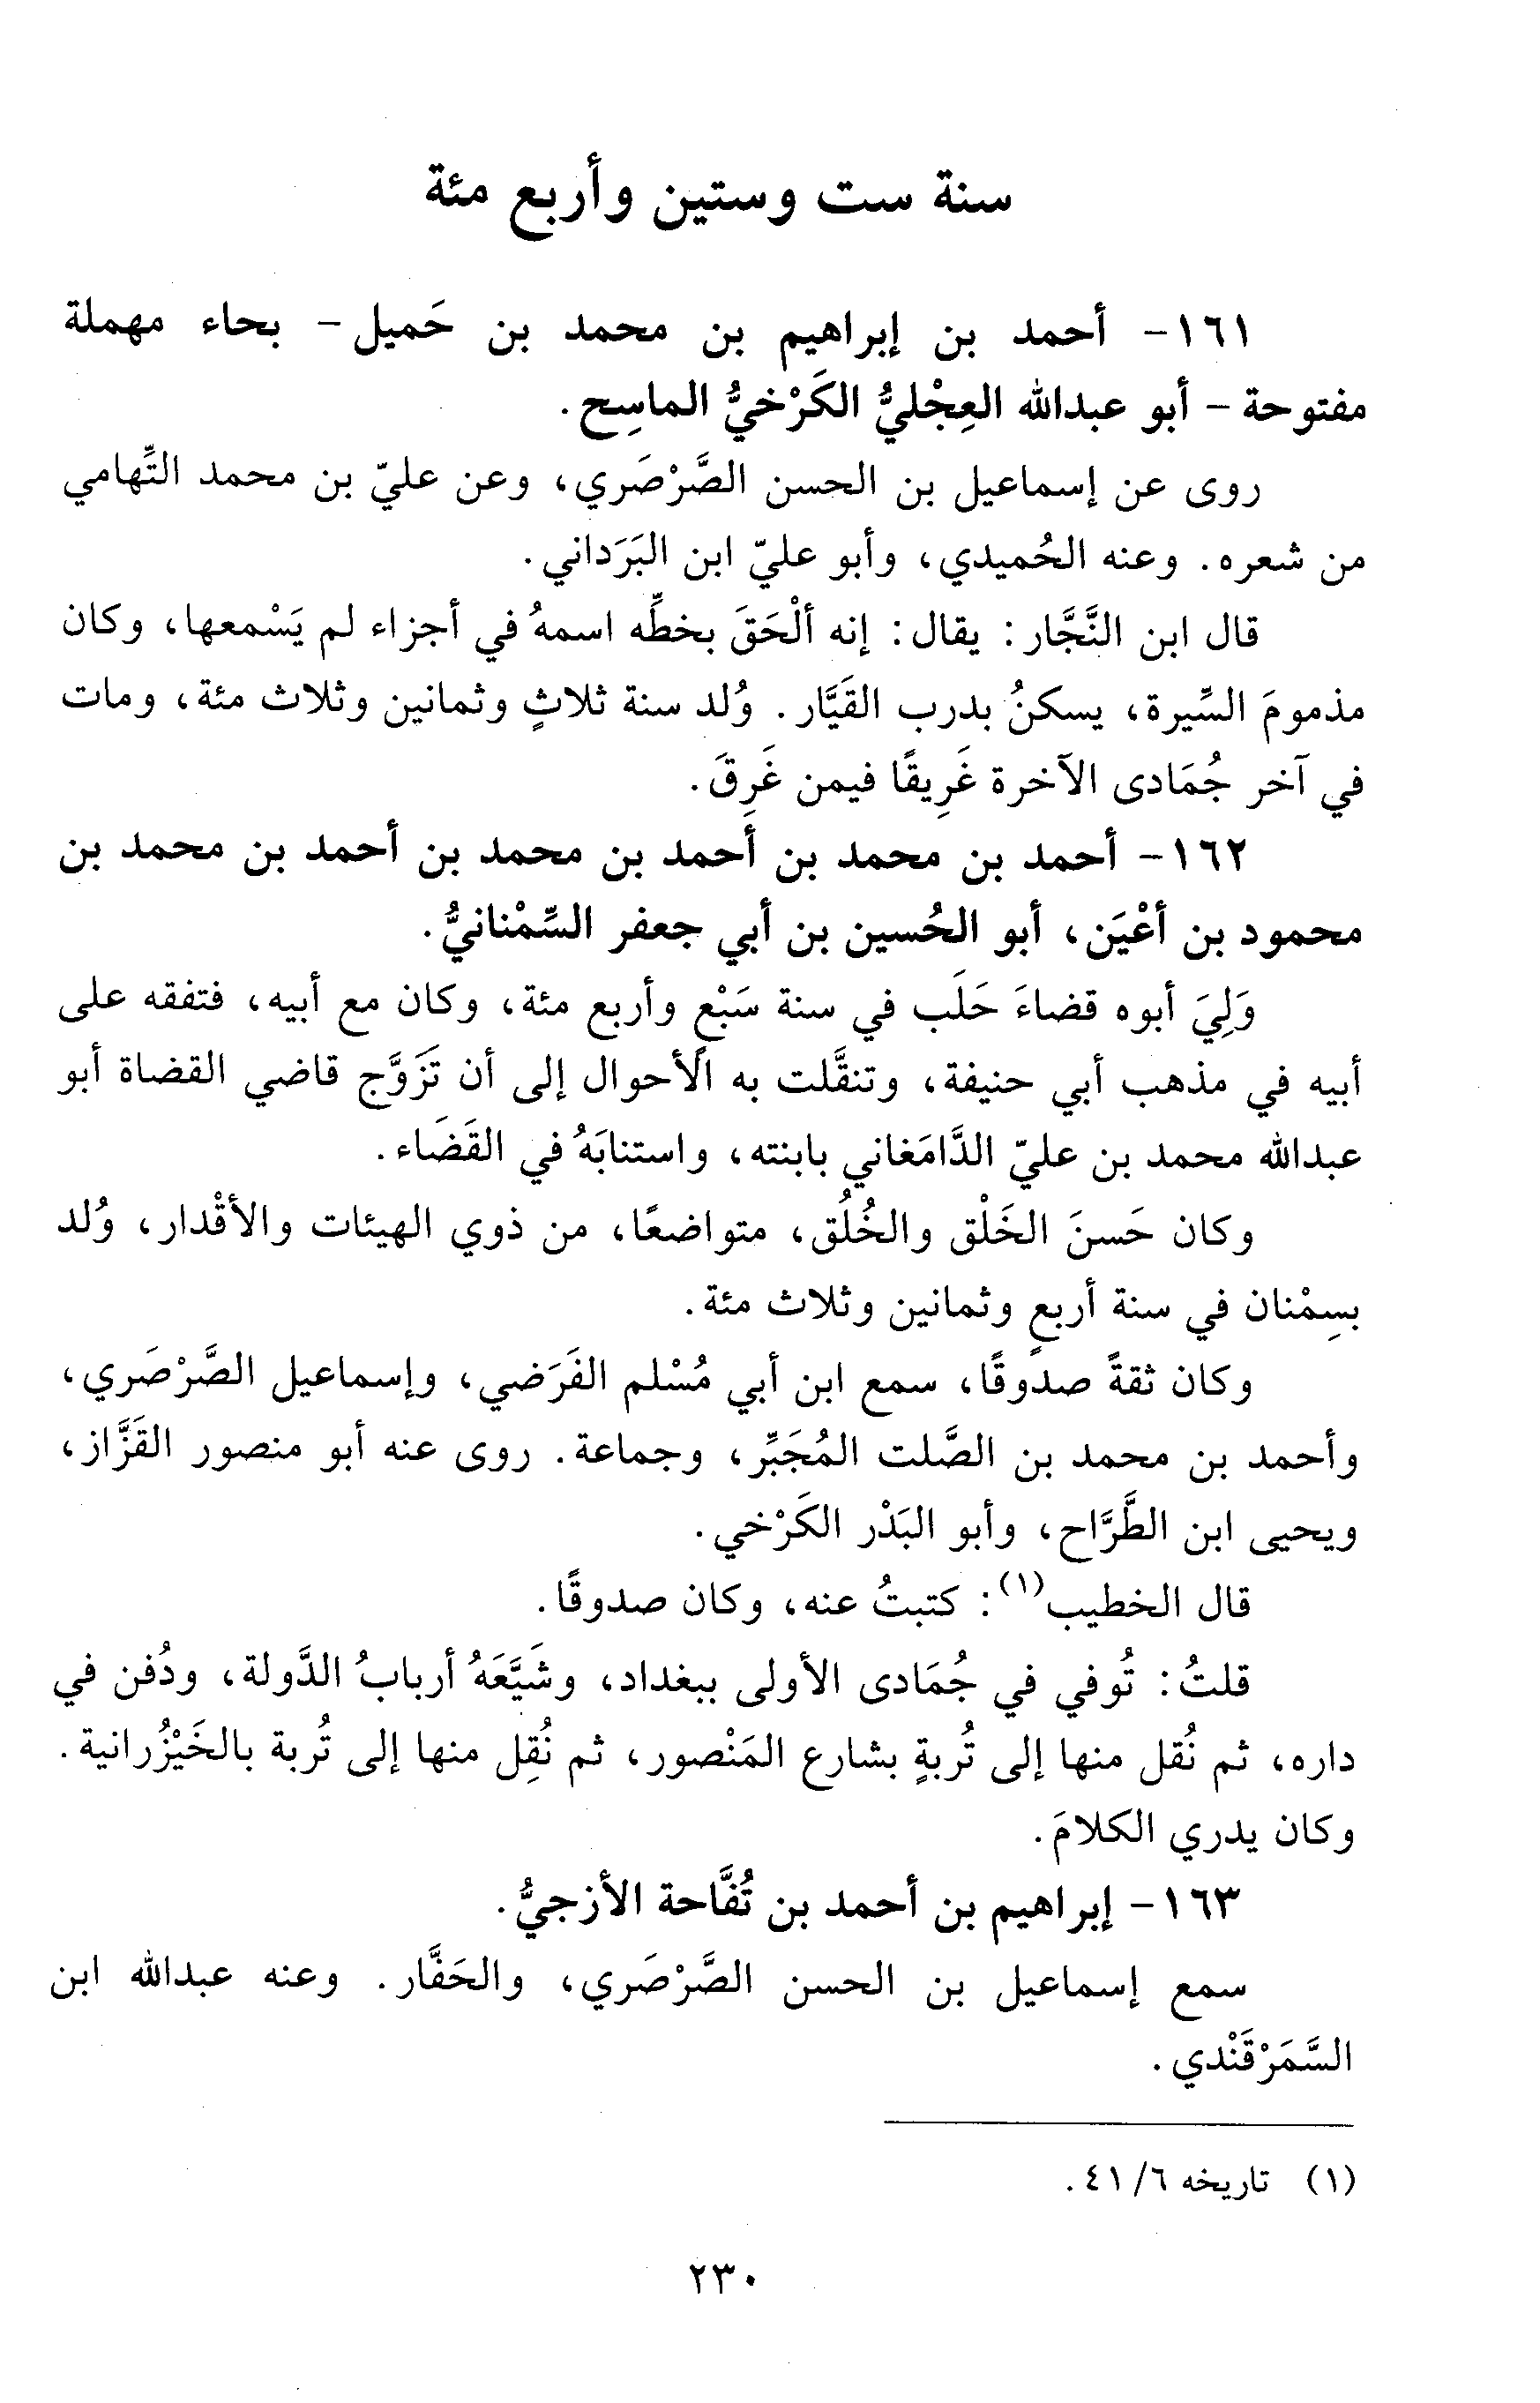 سنة ست وستين وأربع مئة
١٦١- أحمد بن إبراهيم بن محمد بن حَميل - بحاء مهملة
مفتوحة - أبو عبدالله العِجْليُّ الكَرْخيُّ الماسِح.
روى عن إسماعيل بن الحسن الصَّرْصَري، وعن عليّ بن محمد التِّهامي
من شعره. وعنه الحُميدي، وأبو عليّ ابن البَرَداني.
قال ابن النَّجَّار: يقال: إنه ألْحَقَ بخطِّه اسمهُ في أجزاء لم يَسْمعها، وكان
مذمومَ السِّيرة، يسكنُ بدرب القَيَّار. وُلد سنة ثلاثٍ وثمانين وثلاث مئة، ومات
في آخر جُمَادى الآخرة غَرِيقًا فيمن غَرِقَ.
١٦٢- أحمد بن محمد بن أحمد بن محمد بن أحمد بن محمد بن
محمود بن أعْيَن، أبو الحُسين بن أبي جعفر السِّمْنانيُّ.
وَلِيَ أبوه قضاءَ حَلَب في سنة سَبْعٍ وأربع مئة، وكان مع أبيه، فتفقه على
أبيه في مذهب أبي حنيفة، وتنقَّلت به الأحوال إلى أن تَزَوَّج قاضي القضاة أبو
عبدالله محمد بن عليّ الدَّامَغاني بابنته، واستنابَهُ في القَضَاء.
وكان حَسنَ الخَلْق والخُلُق، متواضعًا، من ذوي الهيئات والأقْدار، وُلد
بسِمْنان في سنة أربعٍ وثمانين وثلاث مئة.
وكان ثقةً صدوقًا، سمع ابن أبي مُسْلم الفَرَضي، وإسماعيل الصَّرْصَري،
وأحمد بن محمد بن الصَّلت المُجَبِّر، وجماعة. روى عنه أبو منصور القَزَّاز،
ويحيى ابن الطَّرَّاح، وأبو البَدْر الكَرْخي.
قال الخطيب(١): كتبتُ عنه، وكان صدوقًا.
قلتُ: تُوفي في جُمَادى الأولى ببغداد، وشَيَّعَهُ أربابُ الدَّولة، ودُفن في
داره، ثم نُقل منها إلى تُربةٍ بشارع المَنْصور، ثم نُقِل منها إلى تُربة بالخَيْزُرانية.
وكان يدري الكلامَ.
١٦٣- إبراهيم بن أحمد بن تُفَّاحة الأزجيُّ.
سمع إسماعيل بن الحسن الصَّرْصَري، والحَفَّار. وعنه عبدالله ابن
السَّمَرْقَنْدي.
(١) تاريخه ٦/ ٤١.
٢٣٠